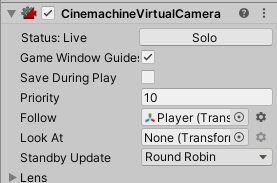 CinemachineVirtualCamera
Status: Live Solo
Game Window Guides
Save During Play
Priority 10
Follow Player (Trans
Look At None (Transfor
Standby Update Round Robin
Lens